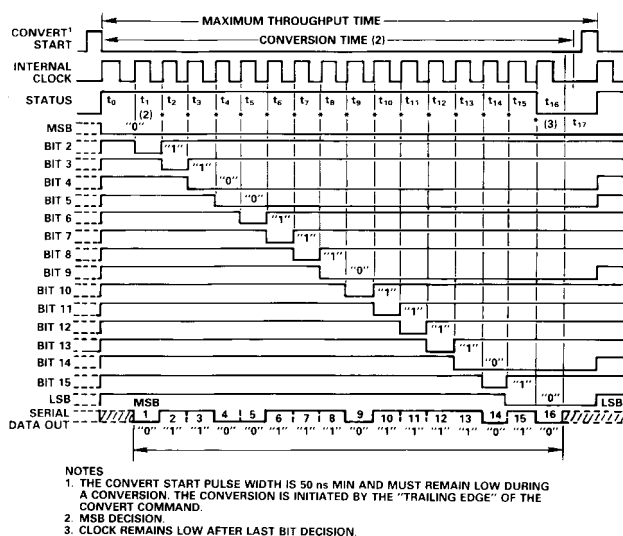 MAXIMUM THROUGHPUT TIME
CONVERT¹ START
CONVERSION TIME (2)
INTERNAL CLOCK
STATUS t0 t1 t2 t3 t4 t5 t6 t7 t8 t9 t10 t11 t12 t13 t14 t15 t16
(2) (3) t17
MSB "0"
BIT 2 "1"
BIT 3 "1"
BIT 4 "0"
BIT 5 "0"
BIT 6 "1"
BIT 7 "1"
BIT 8 "1"
BIT 9 "0"
BIT 10 "1"
BIT 11 "1"
BIT 12 "1"
BIT 13 "1"
BIT 14 "0"
BIT 15 "1"
LSB "0" LSB
MSB
SERIAL DATA OUT 1 2 3 4 5 6 7 8 9 10 11 12 13 14 15 16
"0" "1" "1" "0" "0" "1" "1" "1" "0" "1" "1" "1" "1" "0" "1" "0"
NOTES
1. THE CONVERT START PULSE WIDTH IS 50 ns MIN AND MUST REMAIN LOW DURING
A CONVERSION. THE CONVERSION IS INITIATED BY THE "TRAILING EDGE" OF THE
CONVERT COMMAND.
2. MSB DECISION.
3. CLOCK REMAINS LOW AFTER LAST BIT DECISION.